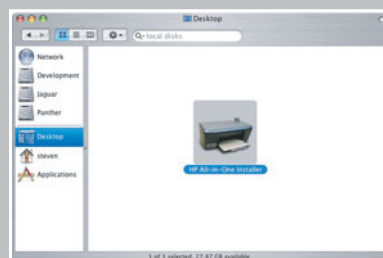 Desktop
local disks
Network
Development
Jaguar
Panther
Desktop
steven
Applications
HP All-in-One Installer
1 of 1 selected, 27.67 GB available